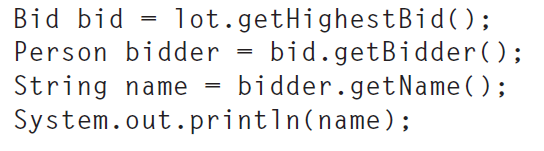 Bid bid = lot.getHighestBid();
Person bidder = bid.getBidder();
String name = bidder.getName();
System.out.println(name);